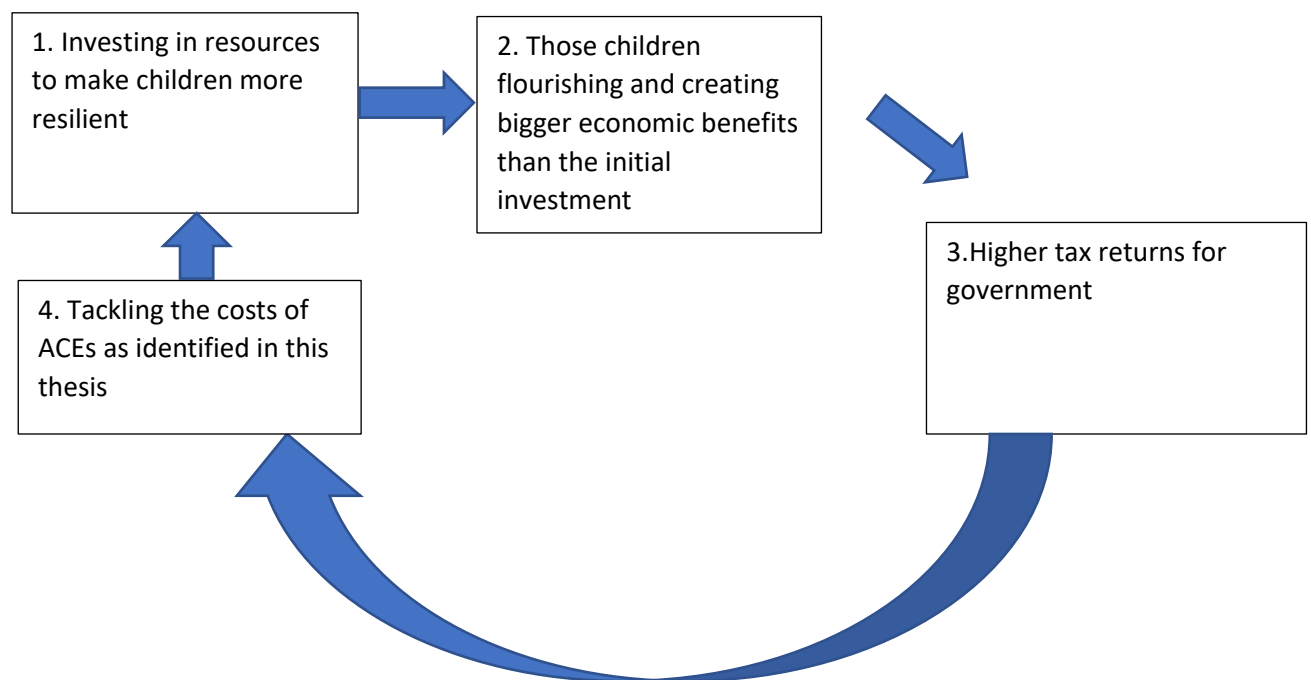 1. Investing in resources
to make children more
resilient
2. Those children
flourishing and creating
bigger economic benefits
than the initial
investment
3.Higher tax returns for
government
4. Tackling the costs of
ACEs as identified in this
thesis